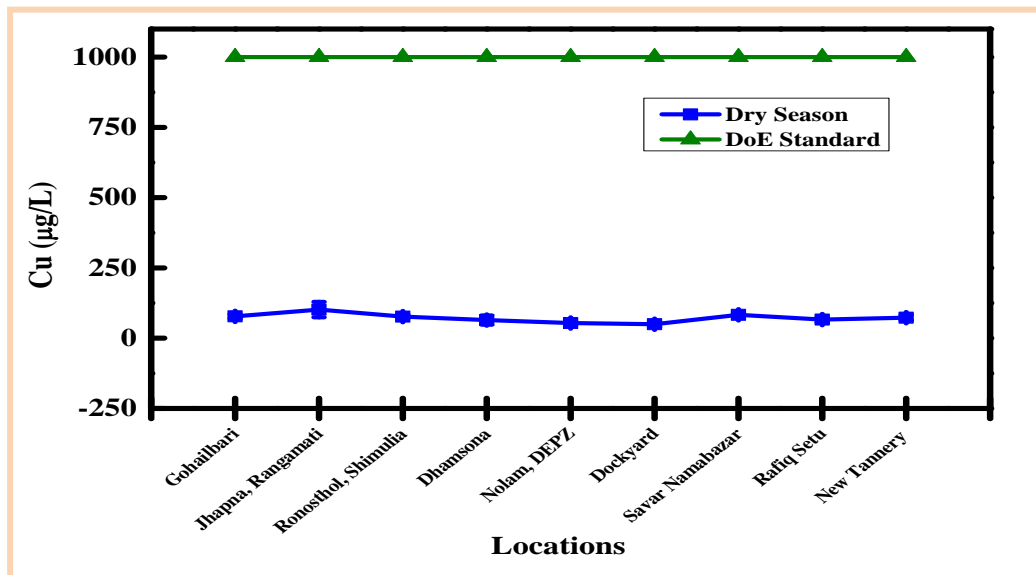 1000
750
500
250
0
-250
Cu (µg/L)
Dry Season
DoE Standard
Gohailbari
Jhapna, Rangamati
Ronosthol, Shimulia
Dhamsona
Nolam, DEPZ
Dockyard
Savar Namabazar
Rafiq Setu
New Tannery
Locations